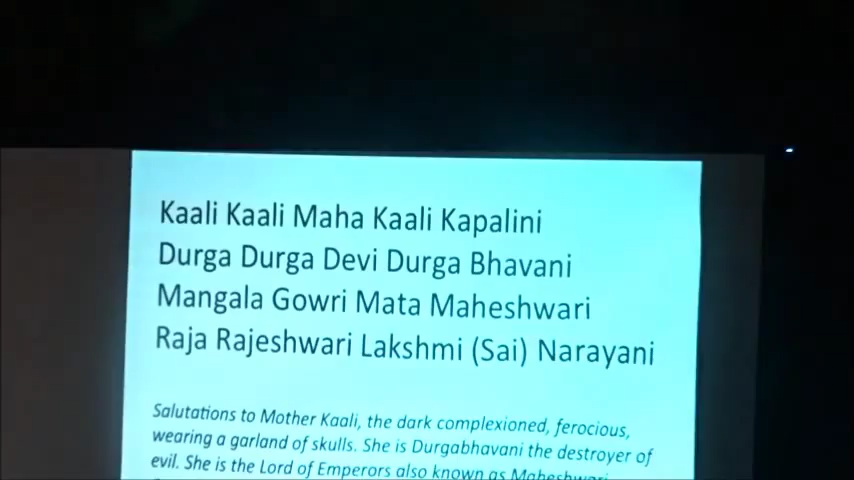 Kaali Kaali Maha Kaali Kapalini
Durga Durga Devi Durga Bhavani
Mangala Gowri Mata Maheshwari
Raja Rajeshwari Lakshmi (Sai) Narayani
Salutations to Mother Kaali, the dark complexioned, ferocious,
wearing a garland of skulls. She is Durgabhavani the destroyer of
evil. She is the Lord of Emperors also known as Maheshwari